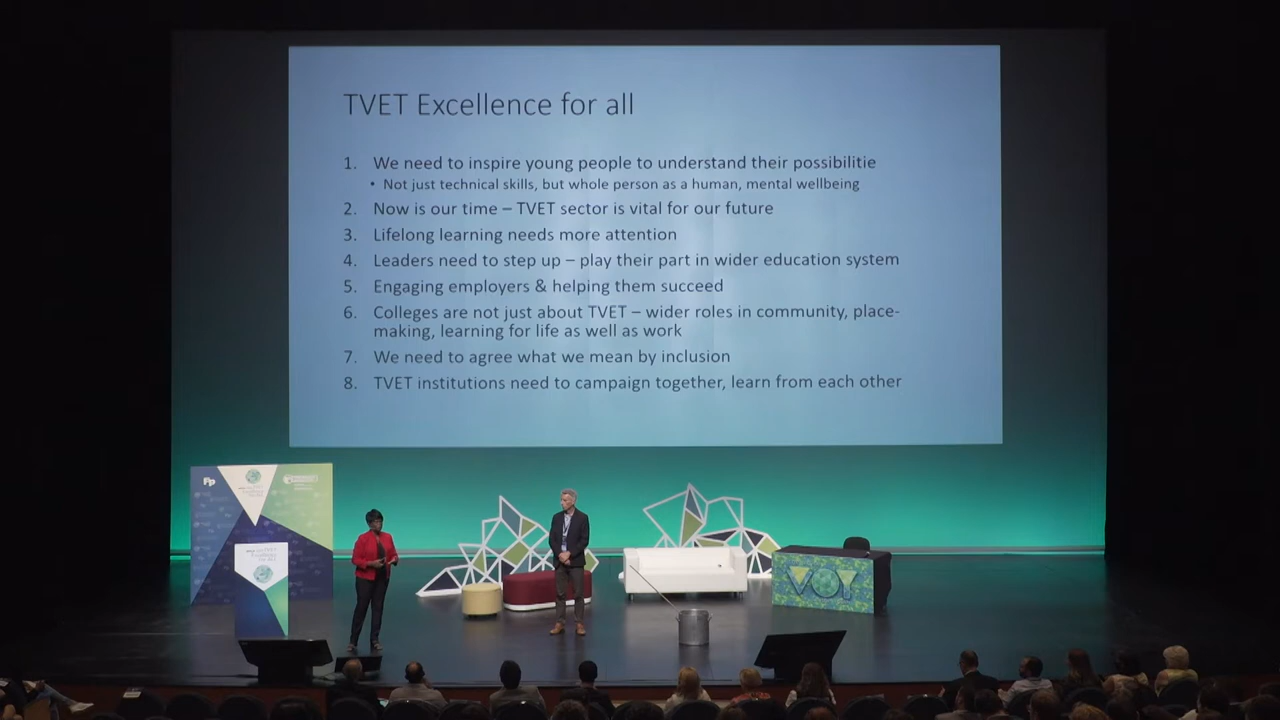 TVET Excellence for all
1. We need to inspire young people to understand their possibilitie
• Not just technical skills, but whole person as a human, mental wellbeing
2. Now is our time – TVET sector is vital for our future
3. Lifelong learning needs more attention
4. Leaders need to step up – play their part in wider education system
5. Engaging employers & helping them succeed
6. Colleges are not just about TVET – wider roles in community, place-
making, learning for life as well as work
7. We need to agree what we mean by inclusion
8. TVET institutions need to campaign together, learn from each other